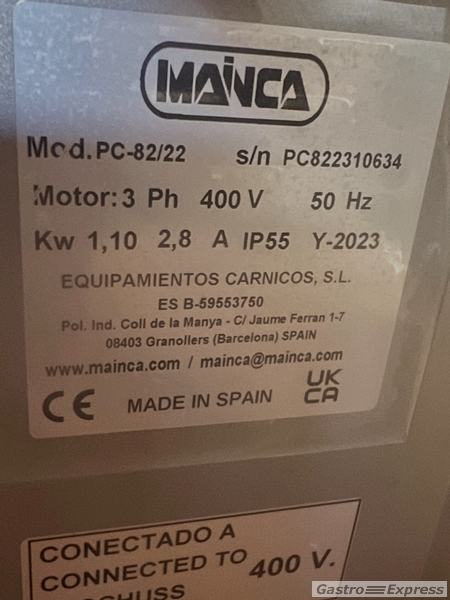 MAINCA
Mod.PC-82/22 s/n PC822310634
Motor:3 Ph 400 V 50 Hz
Kw 1,10 2,8 A IP55 Y-2023
EQUIPAMIENTOS CARNICOS, S.L.
ES B-59553750
Pol. Ind. Coll de la Manya - C/ Jaume Ferran 1-7
08403 Granollers (Barcelona) SPAIN
www.mainca.com / mainca@mainca.com
CE MADE IN SPAIN UK CA
CONECTADO A
CONNECTED TO 400 V.
Gastro Express